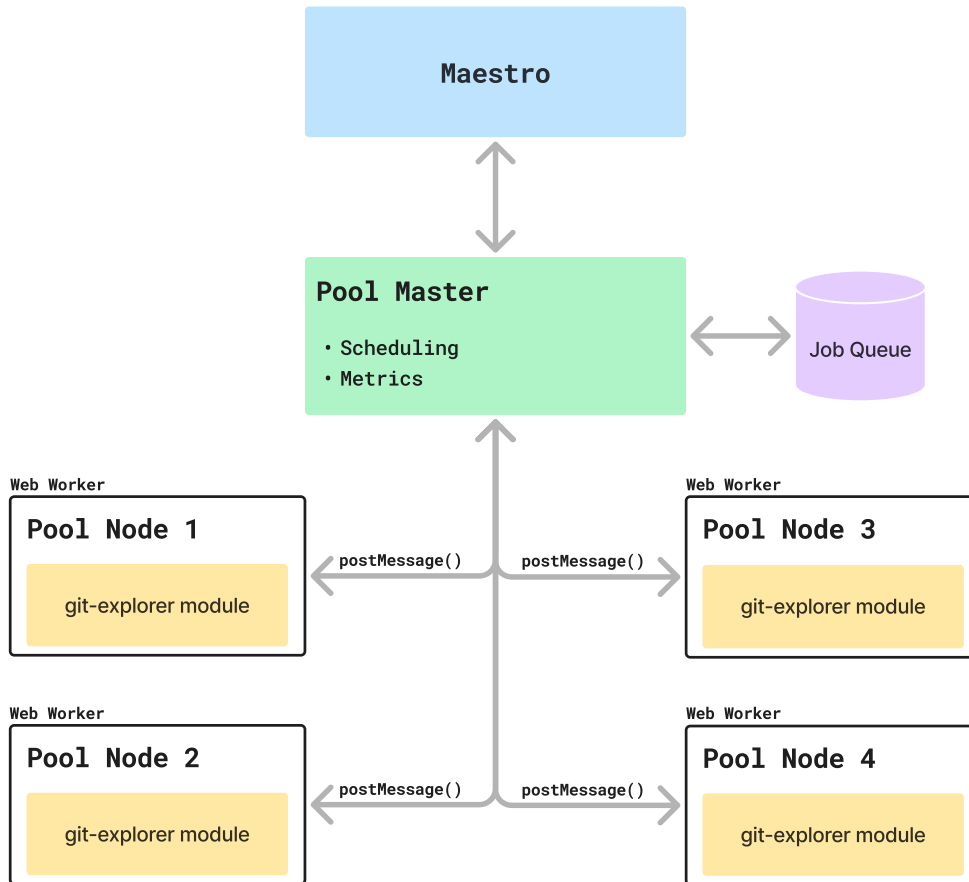 Maestro
Pool Master
• Scheduling
• Metrics
Job Queue
Web Worker
Pool Node 1
git-explorer module
postMessage()
postMessage()
Web Worker
Pool Node 3
git-explorer module
Web Worker
Pool Node 2
git-explorer module
postMessage()
postMessage()
Web Worker
Pool Node 4
git-explorer module